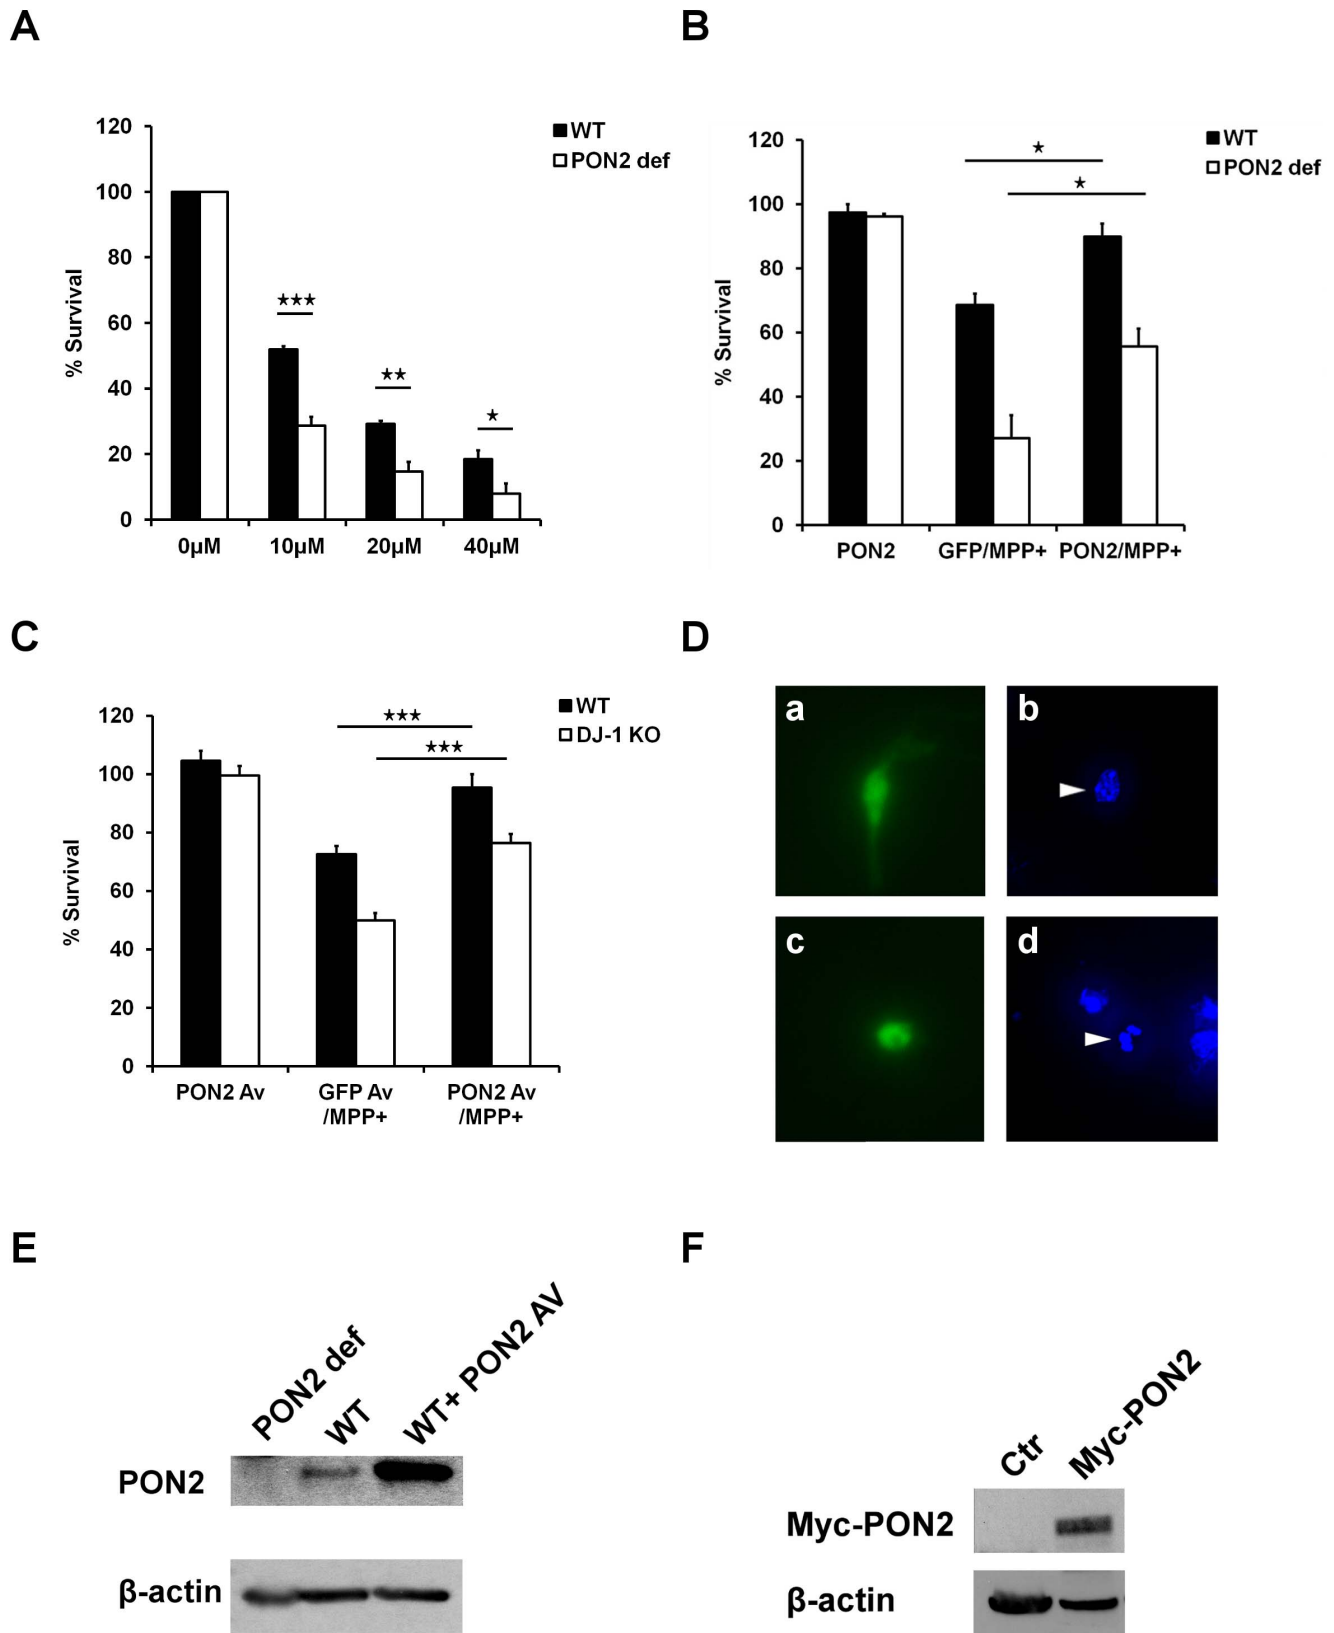 A
120
100
80
60
40
20
0
% Survival
WT
PON2 def
★★★
★★
★
0µM 10µM 20µM 40µM
B
120
100
80
60
40
20
0
% Survival
WT
PON2 def
★
★
PON2 GFP/MPP+ PON2/MPP+
C
120
100
80
60
40
20
0
% Survival
WT
DJ-1 KO
★★★
★★★
PON2 Av GFP Av PON2 Av
/MPP+ /MPP+
D
a
b
c
d
E
PON2 def
WT
WT+ PON2 AV
PON2
β-actin
F
Ctr
Myc-PON2
Myc-PON2
β-actin